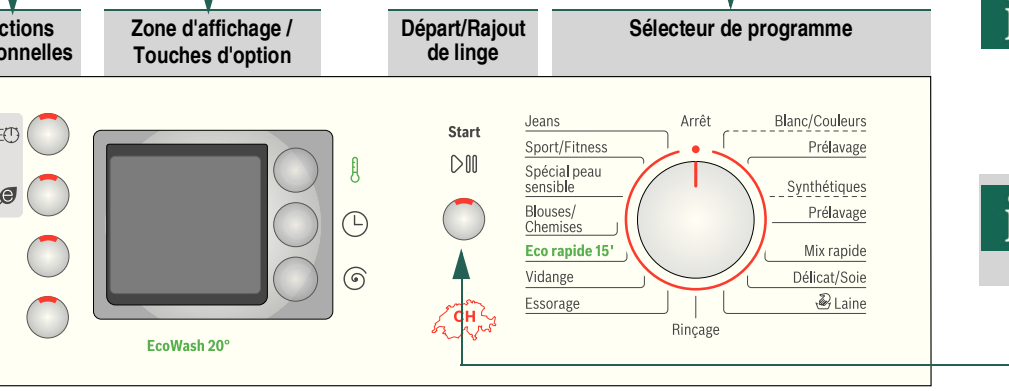 ctions
onnelles
Zone d'affichage /
Touches d'option
Départ/Rajout
de linge
Sélecteur de programme
Start
EcoWash 20°
CH
Jeans
Sport/Fitness
Spécial peau
sensible
Blouses/
Chemises
Eco rapide 15'
Vidange
Essorage
Arrêt
Rinçage
Blanc/Couleurs
Prélavage
Synthétiques
Prélavage
Mix rapide
Délicat/Soie
Laine